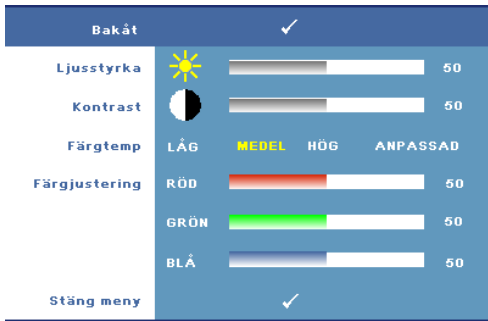 Bakåt
Ljusstyrka 50
Kontrast 50
Färgtemp LÅG MEDEL HÖG ANPASSAD
Färgjustering RÖD 50
GRÖN 50
BLÅ 50
Stäng meny